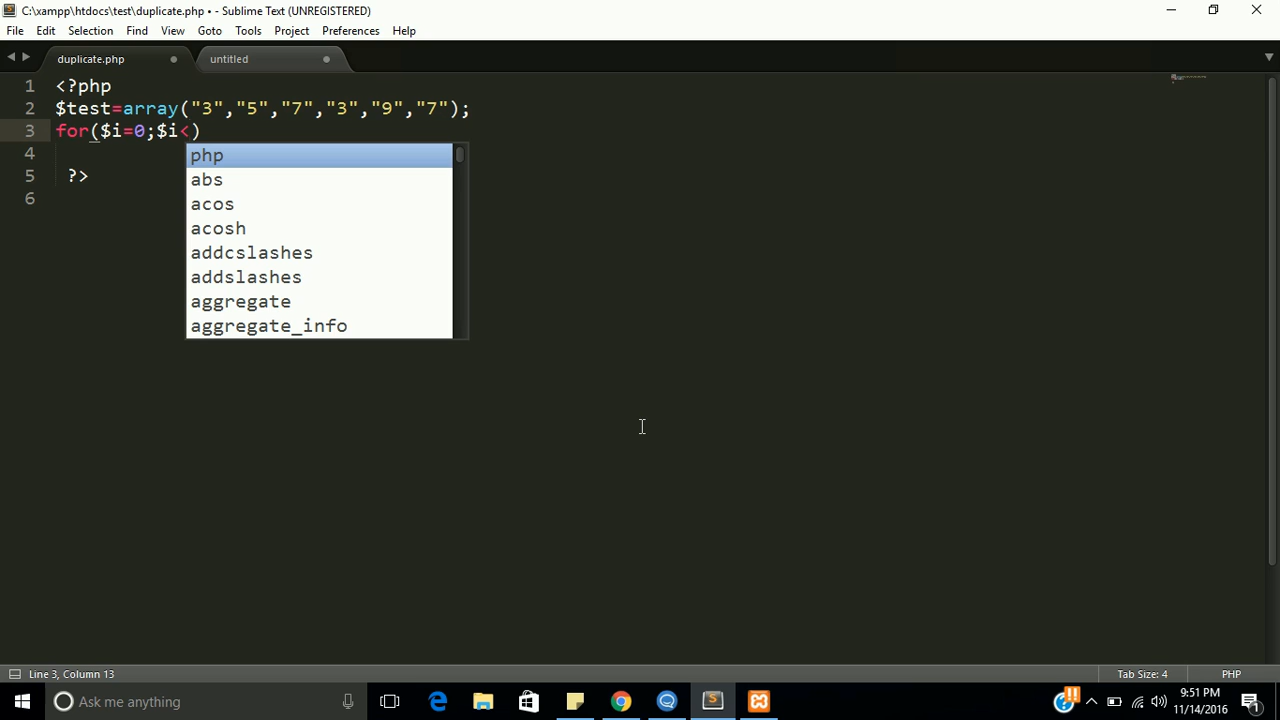 C:\xampp\htdocs\test\duplicate.php • - Sublime Text (UNREGISTERED)
File Edit Selection Find View Goto Tools Project Preferences Help
duplicate.php untitled
1 <?php
2 $test=array("3","5","7","3","9","7");
3 for($i=0;$i<)
4
5 ?>
6
php
abs
acos
acosh
addcslashes
addslashes
aggregate
aggregate_info
Line 3, Column 13 Tab Size: 4 PHP
Ask me anything
9:51 PM
11/14/2016
1